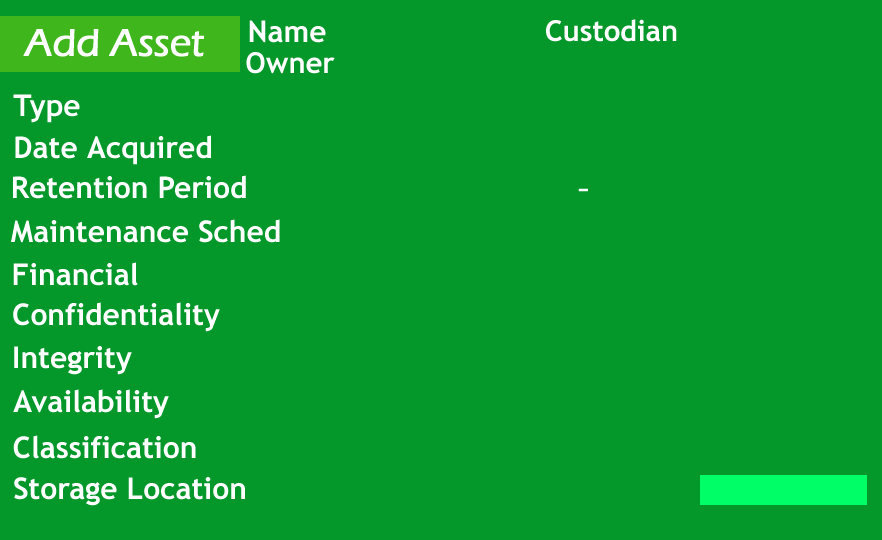 Add Asset
Name
Custodian
Owner
Type
Date Acquired
Retention Period -
Maintenance Sched
Financial
Confidentiality
Integrity
Availability
Classification
Storage Location